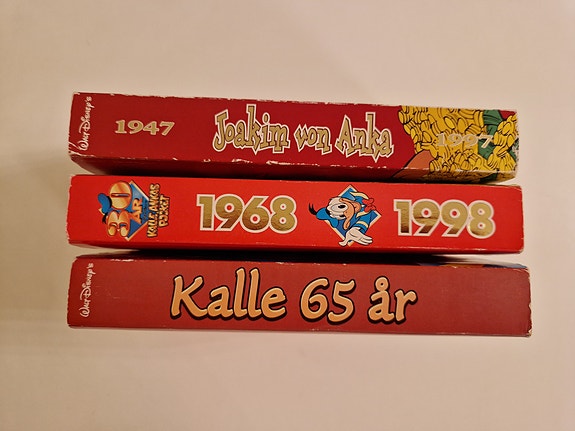 Walt Disney's 1947 Joakim von Anka 1997
30 ÅR KALLE ANKAS POCKET 1968 1998
Walt Disney's Kalle 65 år